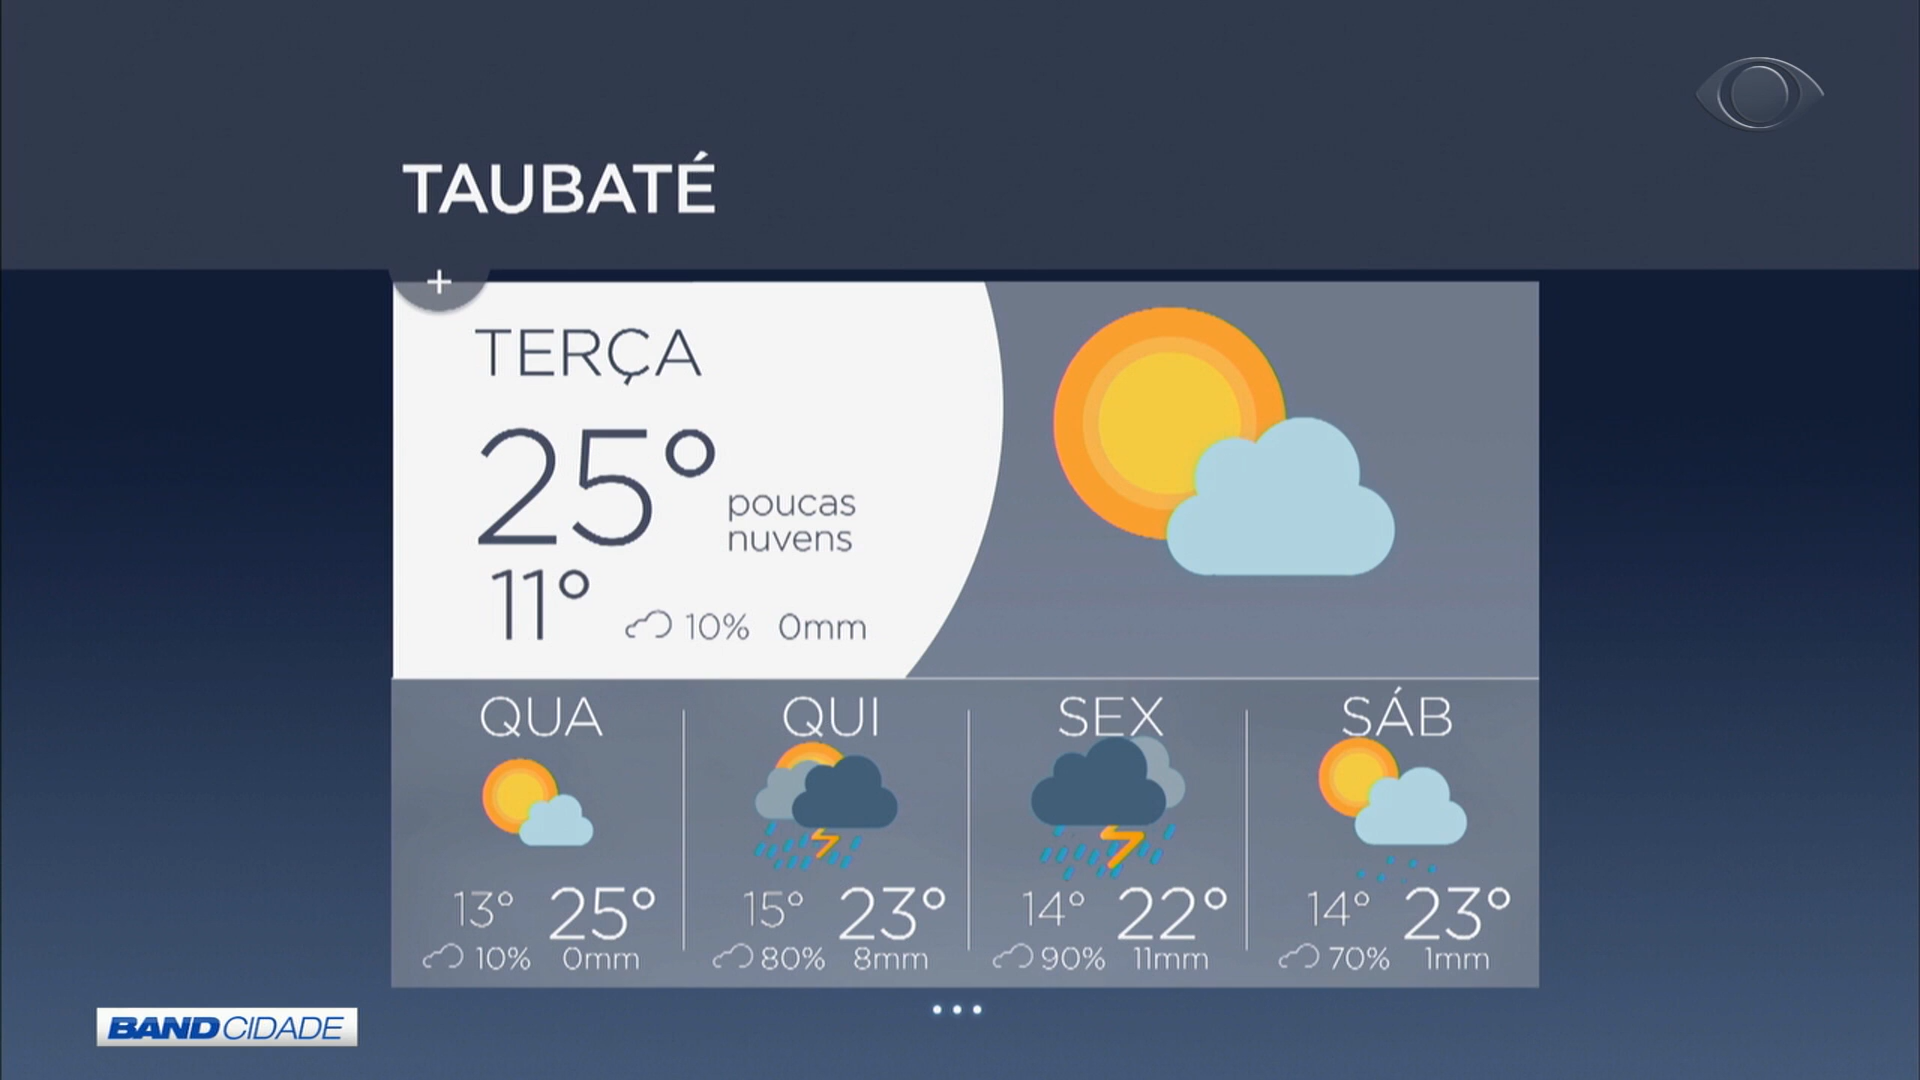 TAUBATÉ
+
TERÇA
25°
poucas
nuvens
11°
10% 0mm
QUA
13° 25°
10% 0mm
QUI
15° 23°
80% 8mm
SEX
14° 22°
90% 11mm
SÁB
14° 23°
70% 1mm
BAND CIDADE